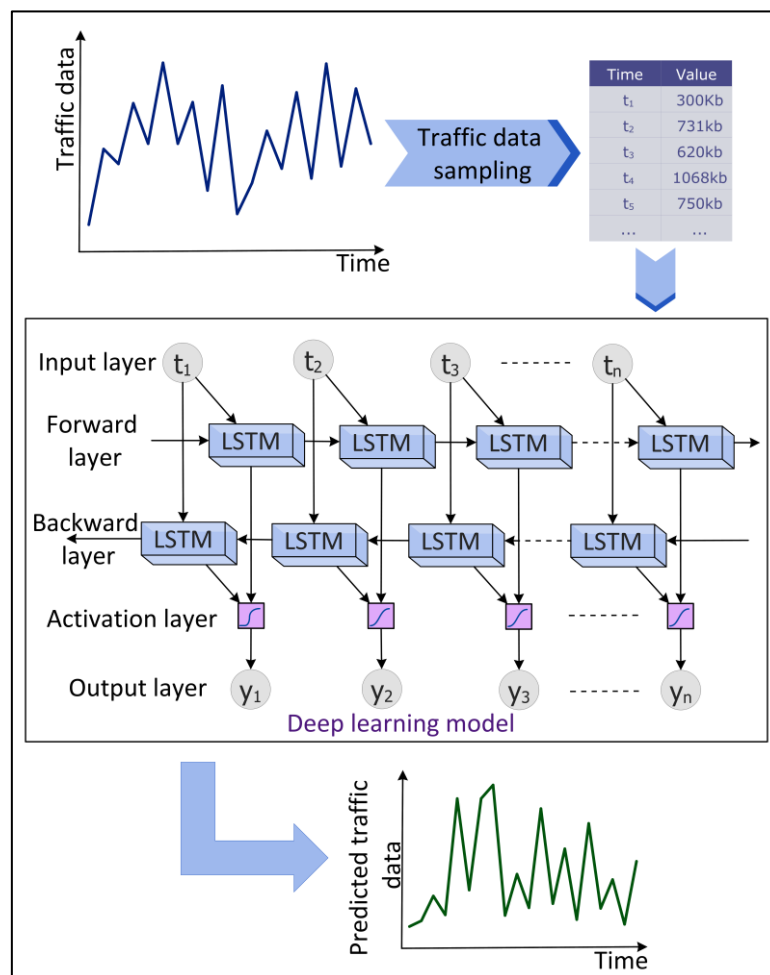 Traffic data
Time
Traffic data
sampling
Time Value
t₁ 300Kb
t₂ 731kb
t₃ 620kb
t₄ 1068kb
t₅ 750kb
... ...
Input layer t₁ t₂ t₃ tₙ
Forward
layer
LSTM LSTM LSTM LSTM
Backward
layer
LSTM LSTM LSTM LSTM
Activation layer
Output layer y₁ y₂ y₃ yₙ
Deep learning model
Predicted traffic
data
Time